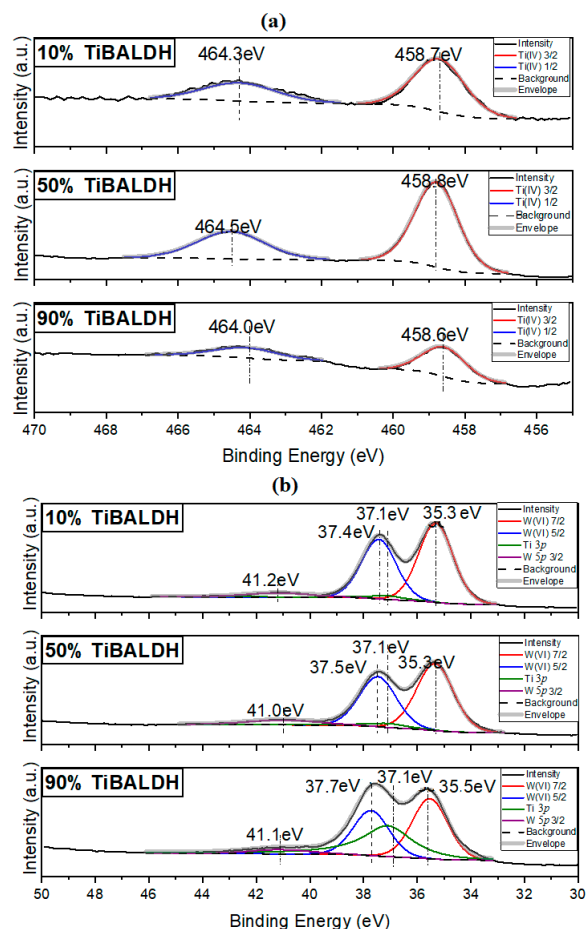 (a)
10% TiBALDH
464.3eV
458.7eV
Intensity
Ti(IV) 3/2
Ti(IV) 1/2
Background
Envelope
Intensity (a.u.)
50% TiBALDH
464.5eV
458.8eV
Intensity
Ti(IV) 3/2
Ti(IV) 1/2
Background
Envelope
Intensity (a.u.)
90% TiBALDH
464.0eV
458.6eV
Intensity
Ti(IV) 3/2
Ti(IV) 1/2
Background
Envelope
Intensity (a.u.)
470 468 466 464 462 460 458 456
Binding Energy (eV)
(b)
10% TiBALDH
41.2eV
37.4eV
37.1eV
35.3 eV
Intensity
W(VI) 7/2
W(VI) 5/2
Ti 3p
W 5p 3/2
Background
Envelope
Intensity (a.u.)
50% TiBALDH
41.0eV
37.5eV
37.1eV
35.3eV
Intensity
W(VI) 7/2
W(VI) 5/2
Ti 3p
W 5p 3/2
Background
Envelope
Intensity (a.u.)
90% TiBALDH
41.1eV
37.7eV
37.1eV
35.5eV
Intensity
W(VI) 7/2
W(VI) 5/2
Ti 3p
W 5p 3/2
Background
Envelope
Intensity (a.u.)
50 48 46 44 42 40 38 36 34 32 30
Binding Energy (eV)